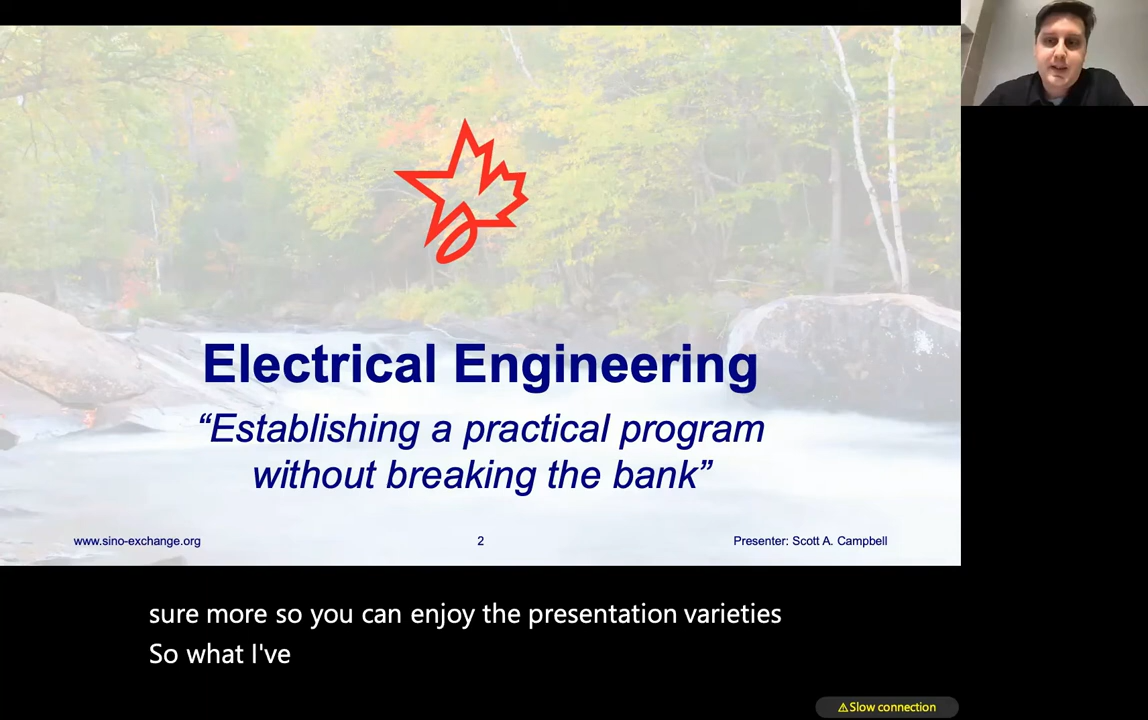 Electrical Engineering
“Establishing a practical program
without breaking the bank”
www.sino-exchange.org
2
Presenter: Scott A. Campbell
sure more so you can enjoy the presentation varieties
So what I've
⚠Slow connection